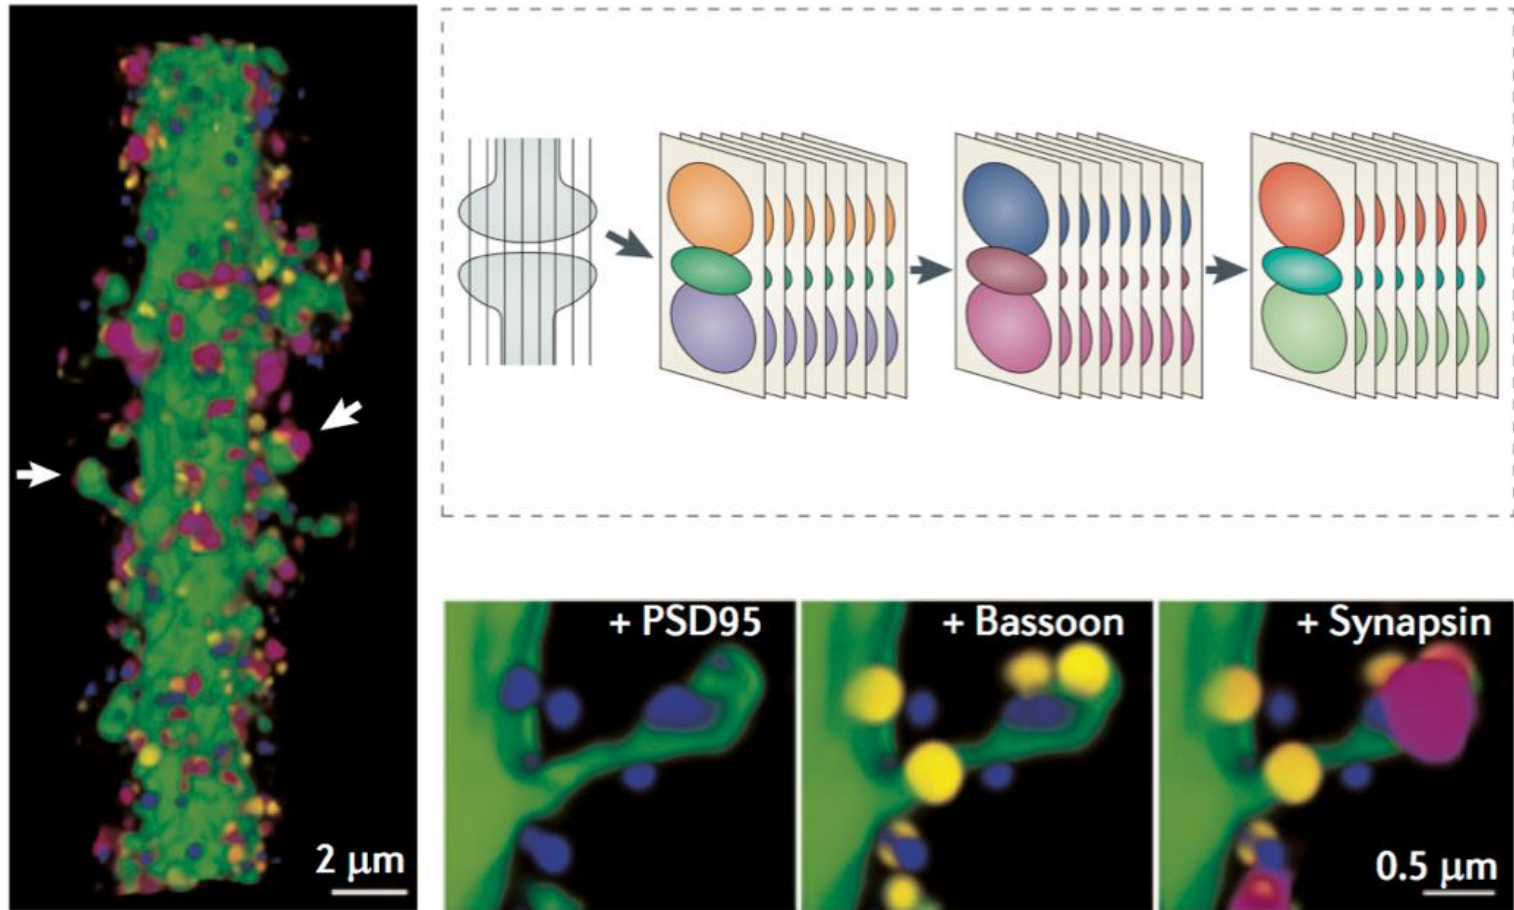 2 μm
+ PSD95
+ Bassoon
+ Synapsin
0.5 μm